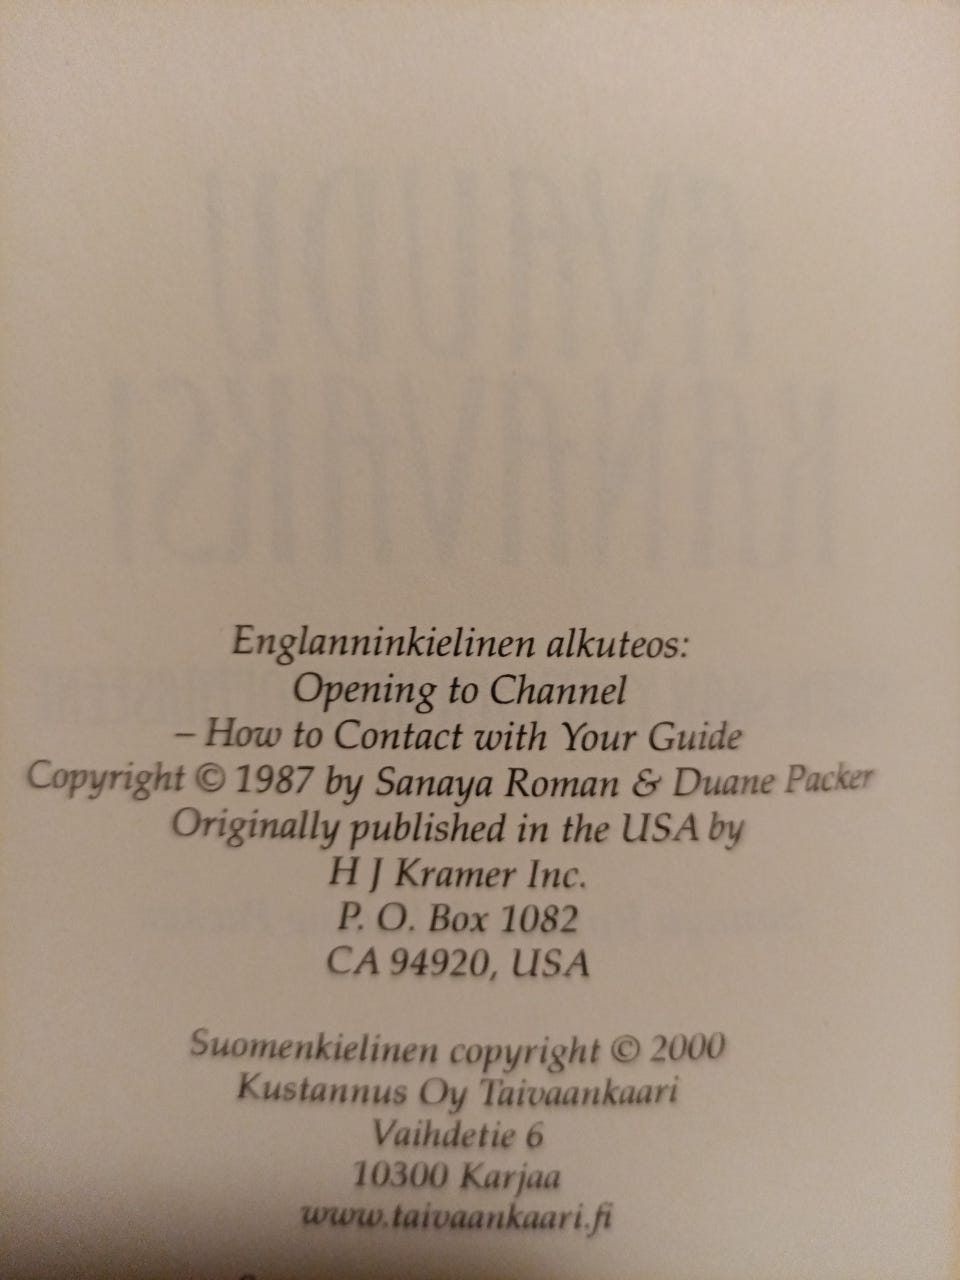 AVAUDU
KANAVAKSI
Englanninkielinen alkuteos:
Opening to Channel
– How to Contact with Your Guide
Copyright © 1987 by Sanaya Roman & Duane Packer
Originally published in the USA by
H J Kramer Inc.
P. O. Box 1082
CA 94920, USA
Suomenkielinen copyright © 2000
Kustannus Oy Taivaankaari
Vaihdetie 6
10300 Karjaa
www.taivaankaari.fi